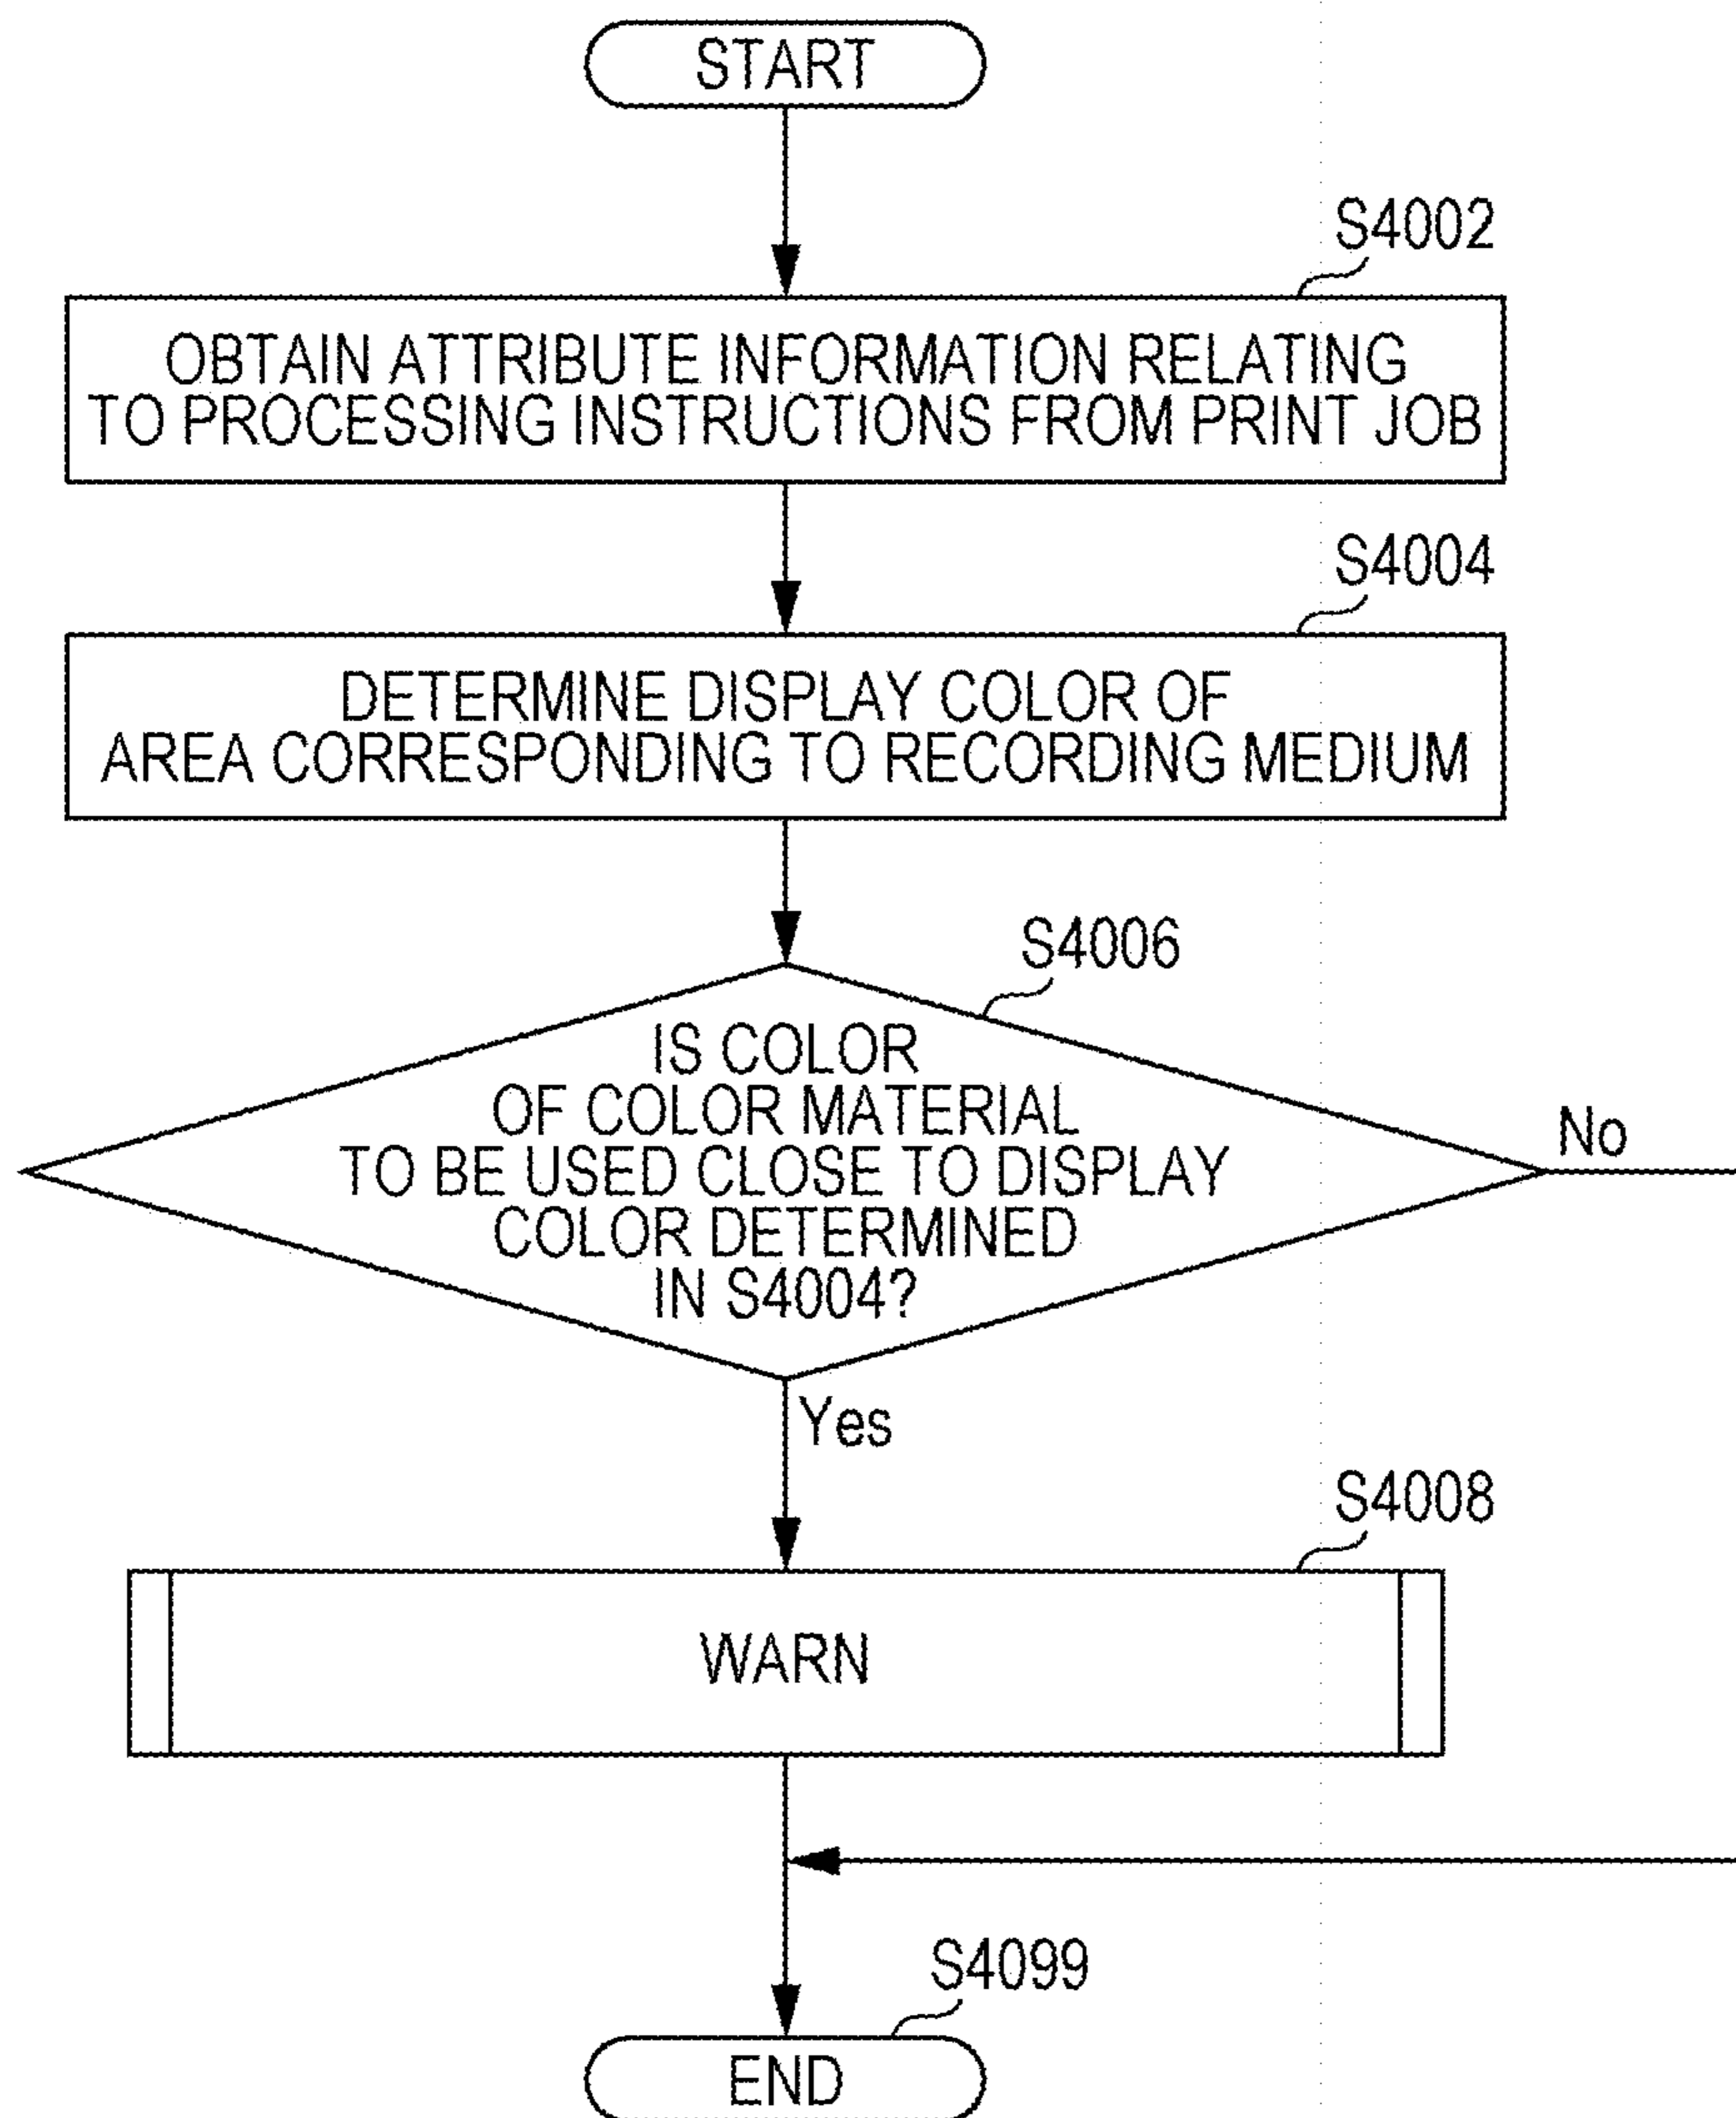 START
S4002
OBTAIN ATTRIBUTE INFORMATION RELATING
TO PROCESSING INSTRUCTIONS FROM PRINT JOB
S4004
DETERMINE DISPLAY COLOR OF
AREA CORRESPONDING TO RECORDING MEDIUM
S4006
IS COLOR
OF COLOR MATERIAL
TO BE USED CLOSE TO DISPLAY
COLOR DETERMINED
IN S4004?
No
Yes
S4008
WARN
S4099
END